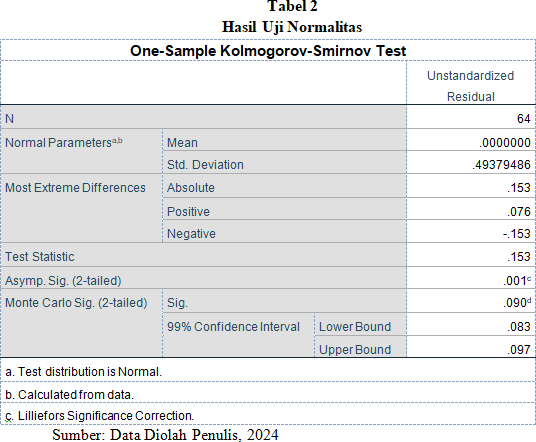 Tabel 2
Hasil Uji Normalitas
One-Sample Kolmogorov-Smirnov Test
Unstandardized
Residual
N 64
Normal Parametersa,b Mean .0000000
Std. Deviation .49379486
Most Extreme Differences Absolute .153
Positive .076
Negative -.153
Test Statistic .153
Asymp. Sig. (2-tailed) .001c
Monte Carlo Sig. (2-tailed) Sig. .090d
99% Confidence Interval Lower Bound .083
Upper Bound .097
a. Test distribution is Normal.
b. Calculated from data.
c. Lilliefors Significance Correction.
Sumber: Data Diolah Penulis, 2024